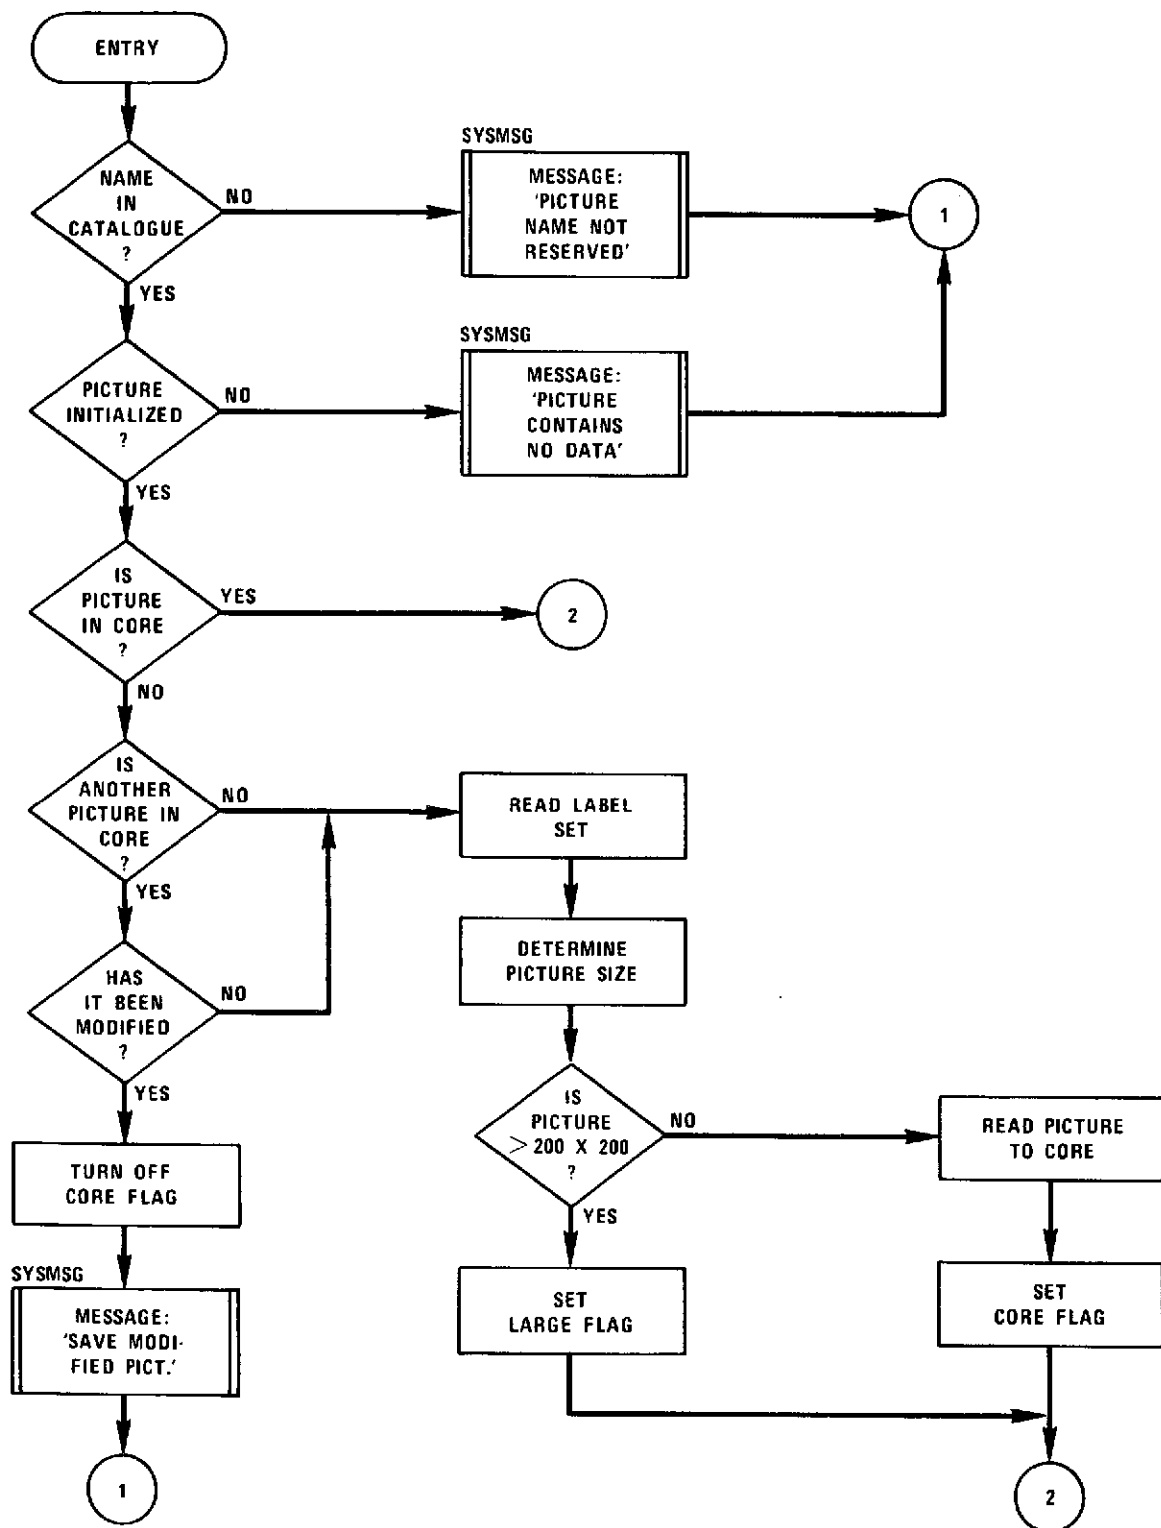 ENTRY
NAME
IN
CATALOGUE
?
NO
YES
SYSMSG
MESSAGE:
'PICTURE
NAME NOT
RESERVED'
1
PICTURE
INITIALIZED
?
NO
YES
SYSMSG
MESSAGE:
'PICTURE
CONTAINS
NO DATA'
IS
PICTURE
IN CORE
?
YES
NO
2
IS
ANOTHER
PICTURE IN
CORE
?
NO
YES
READ LABEL
SET
DETERMINE
PICTURE SIZE
HAS
IT BEEN
MODIFIED
?
NO
YES
IS
PICTURE
> 200 X 200
?
NO
YES
READ PICTURE
TO CORE
TURN OFF
CORE FLAG
SET
LARGE FLAG
SET
CORE FLAG
SYSMSG
MESSAGE:
'SAVE MODI-
FIED PICT.'
1
2